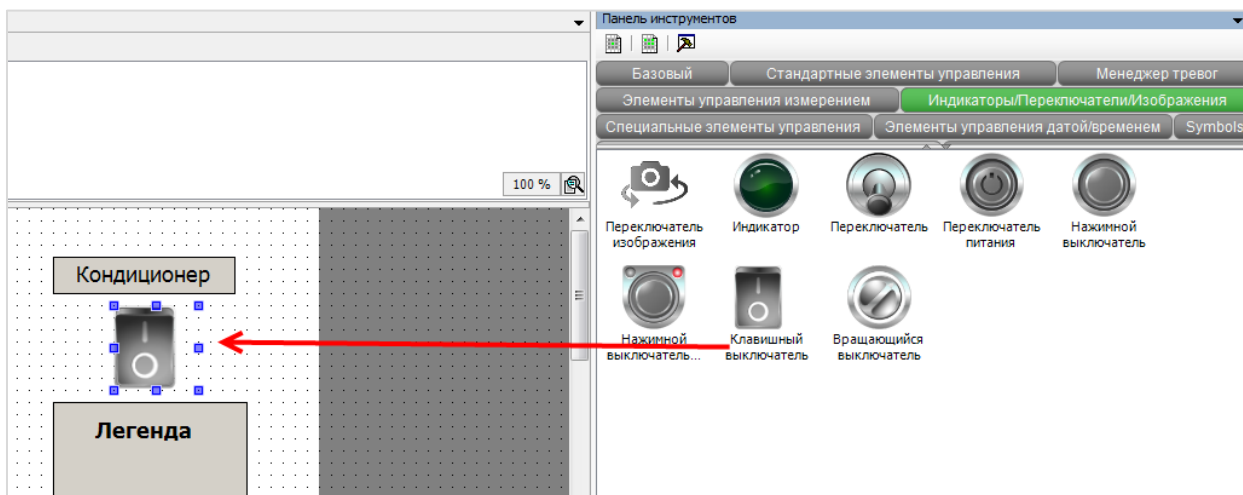 Панель инструментов
Базовый
Стандартные элементы управления
Менеджер тревог
Элементы управления измерением
Индикаторы/Переключатели/Изображения
Специальные элементы управления
Элементы управления датой/временем
Symbols
100 %
Переключатель
изображения
Индикатор
Переключатель
Переключатель
питания
Нажимной
выключатель
Кондиционер
Нажимной
выключатель...
Клавишный
выключатель
Вращающийся
выключатель
Легенда